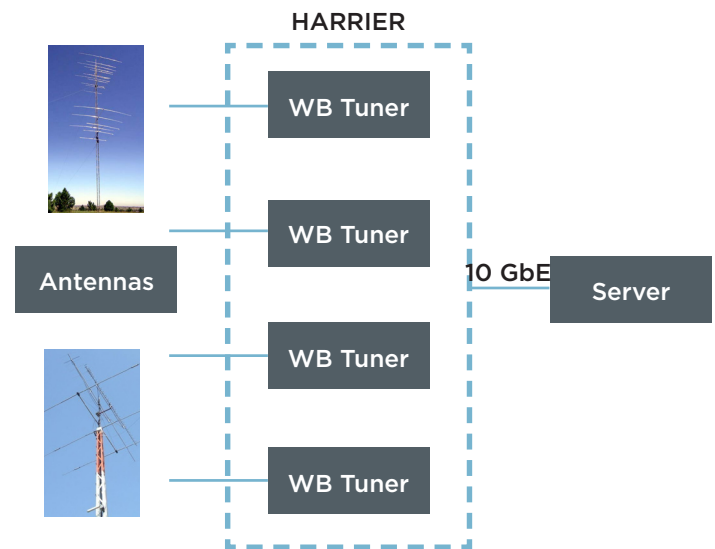 HARRIER
WB Tuner
WB Tuner
Antennas
10 GbE
Server
WB Tuner
WB Tuner